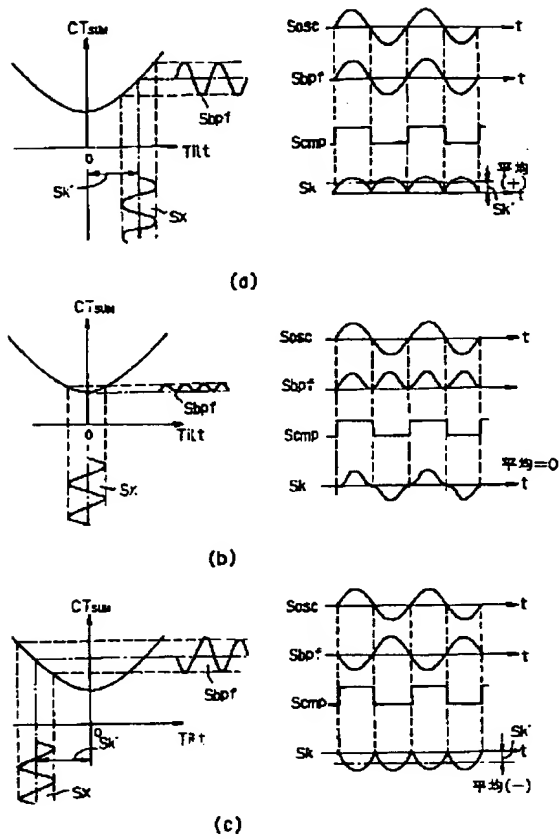 CTSUM
Sbpf
0
Tilt
Sk'
Sx
Sosc
t
Sbpf
t
Scmp
Sk
平均
(+)
t
Sk'
(a)
CTSUM
Sbpf
0
Tilt
Sx
Sosc
t
Sbpf
t
Scmp
平均=0
Sk
t
(b)
CTSUM
Sbpf
0
Sk'
Tilt
Sx
Sosc
t
Sbpf
t
Scmp
Sk'
Sk
t
平均(-)
(c)